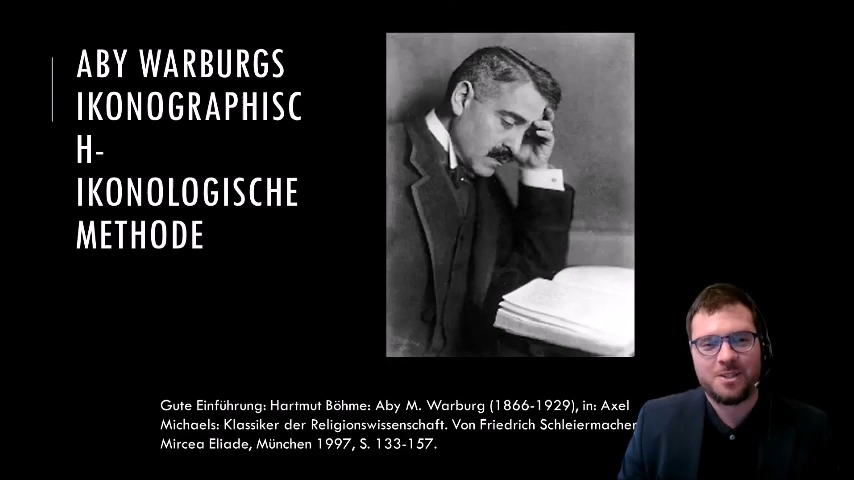 ABY WARBURGS
IKONOGRAPHISC
H-
IKONOLOGISCHE
METHODE
Gute Einführung: Hartmut Böhme: Aby M. Warburg (1866-1929), in: Axel
Michaels: Klassiker der Religionswissenschaft. Von Friedrich Schleiermacher
Mircea Eliade, München 1997, S. 133-157.